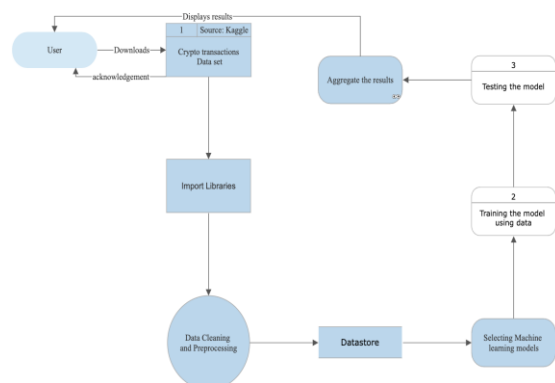 Displays results
1 Source: Kaggle
User
Downloads
Crypto transactions
Data set
acknowledgement
Aggregate the results
3
Testing the model
Import Libraries
2
Training the model
using data
Data Cleaning
and Preprocessing
Datastore
Selecting Machine
learning models